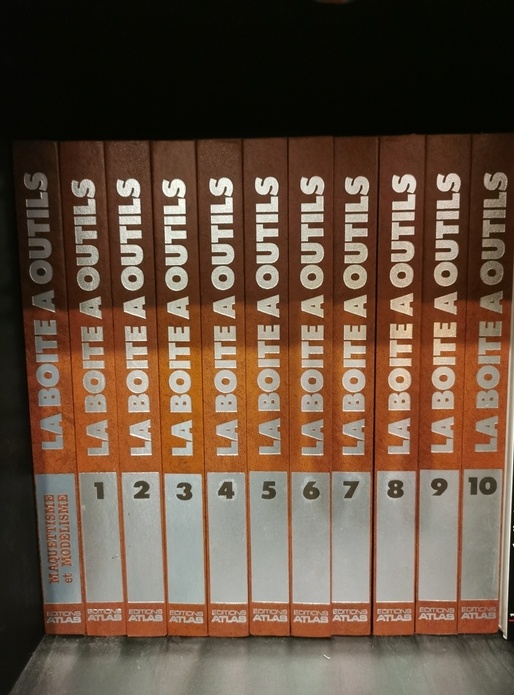 LA BOITE A OUTILS
MAQUETTISME
et MODELISME
EDITIONS
ATLAS
LA BOITE A OUTILS
1
EDITIONS
ATLAS
LA BOITE A OUTILS
2
EDITIONS
ATLAS
LA BOITE A OUTILS
3
EDITIONS
ATLAS
LA BOITE A OUTILS
4
EDITIONS
ATLAS
LA BOITE A OUTILS
5
EDITIONS
ATLAS
LA BOITE A OUTILS
6
EDITIONS
ATLAS
LA BOITE A OUTILS
7
EDITIONS
ATLAS
LA BOITE A OUTILS
8
EDITIONS
ATLAS
LA BOITE A OUTILS
9
EDITIONS
ATLAS
LA BOITE A OUTILS
10
EDITIONS
ATLAS